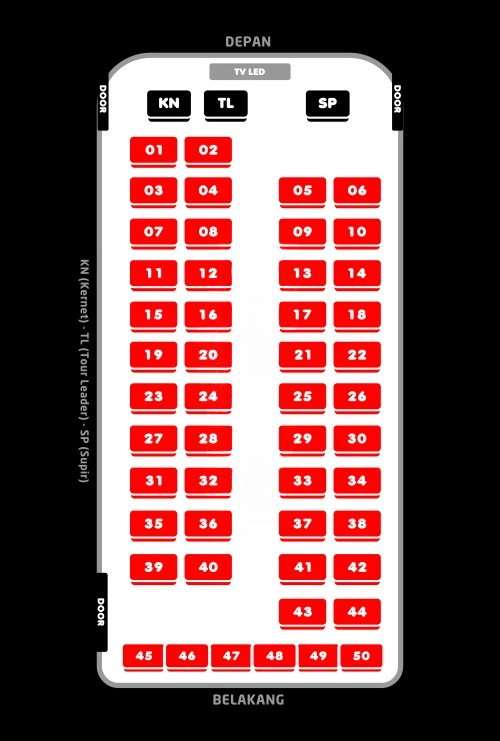 DEPAN
TV LED
DOOR
KN TL SP
DOOR
01 02
03 04 05 06
07 08 09 10
11 12 13 14
15 16 17 18
19 20 21 22
23 24 25 26
27 28 29 30
31 32 33 34
35 36 37 38
39 40 41 42
43 44
45 46 47 48 49 50
KN (Kernet) - TL (Tour Leader) - SP (Supir)
DOOR
BELAKANG